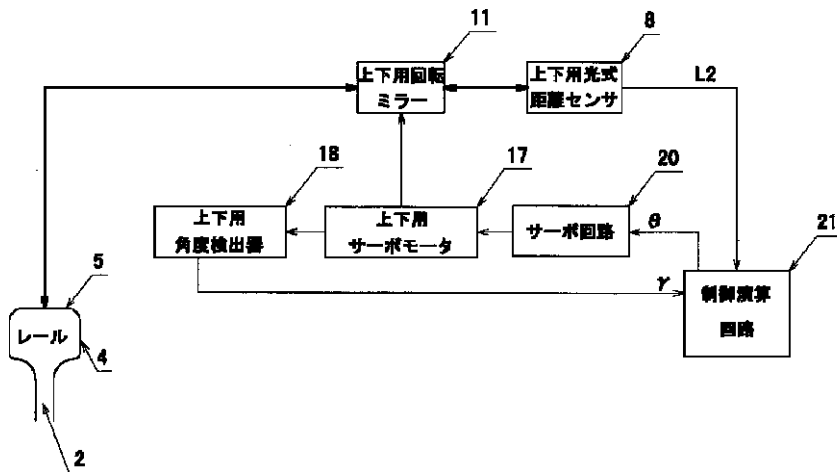 11
8
上下用回転
ミラー
上下用光式
距離センサ
L2
18
17
20
21
上下用
角度検出器
上下用
サーボモータ
サーボ回路
θ
γ
制御演算
回路
5
レール
4
2